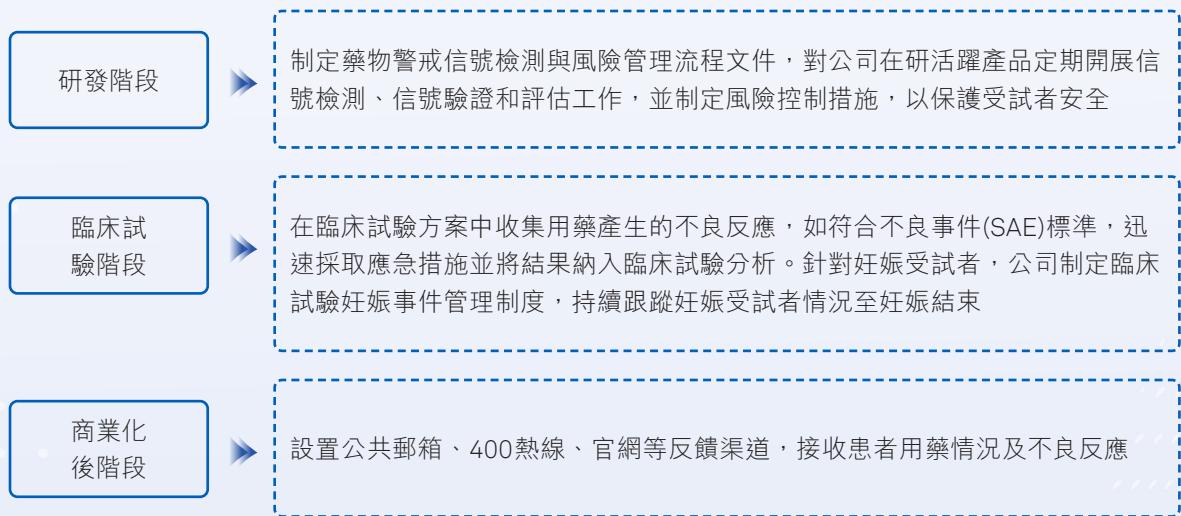 研發階段
制定藥物警戒信號檢測與風險管理流程文件，對公司在研活躍產品定期開展信
號檢測、信號驗證和評估工作，並制定風險控制措施，以保護受試者安全
臨床試
驗階段
在臨床試驗方案中收集用藥產生的不良反應，如符合不良事件(SAE)標準，迅
速採取應急措施並將結果納入臨床試驗分析。針對妊娠受試者，公司制定臨床
試驗妊娠事件管理制度，持續跟蹤妊娠受試者情況至妊娠結束
商業化
後階段
設置公共郵箱、400熱線、官網等反饋渠道，接收患者用藥情況及不良反應